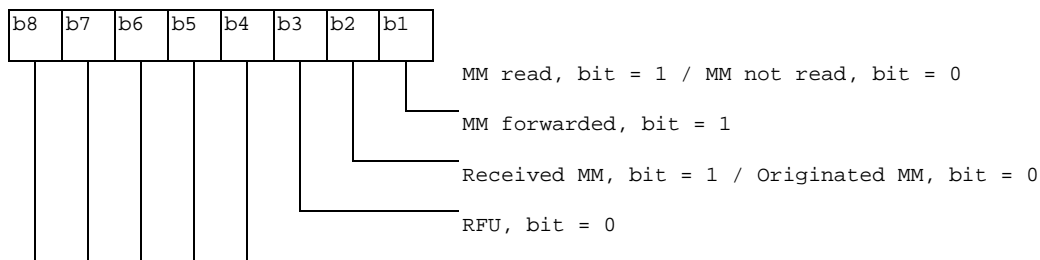 b8 b7 b6 b5 b4 b3 b2 b1
MM read, bit = 1 / MM not read, bit = 0
MM forwarded, bit = 1
Received MM, bit = 1 / Originated MM, bit = 0
RFU, bit = 0